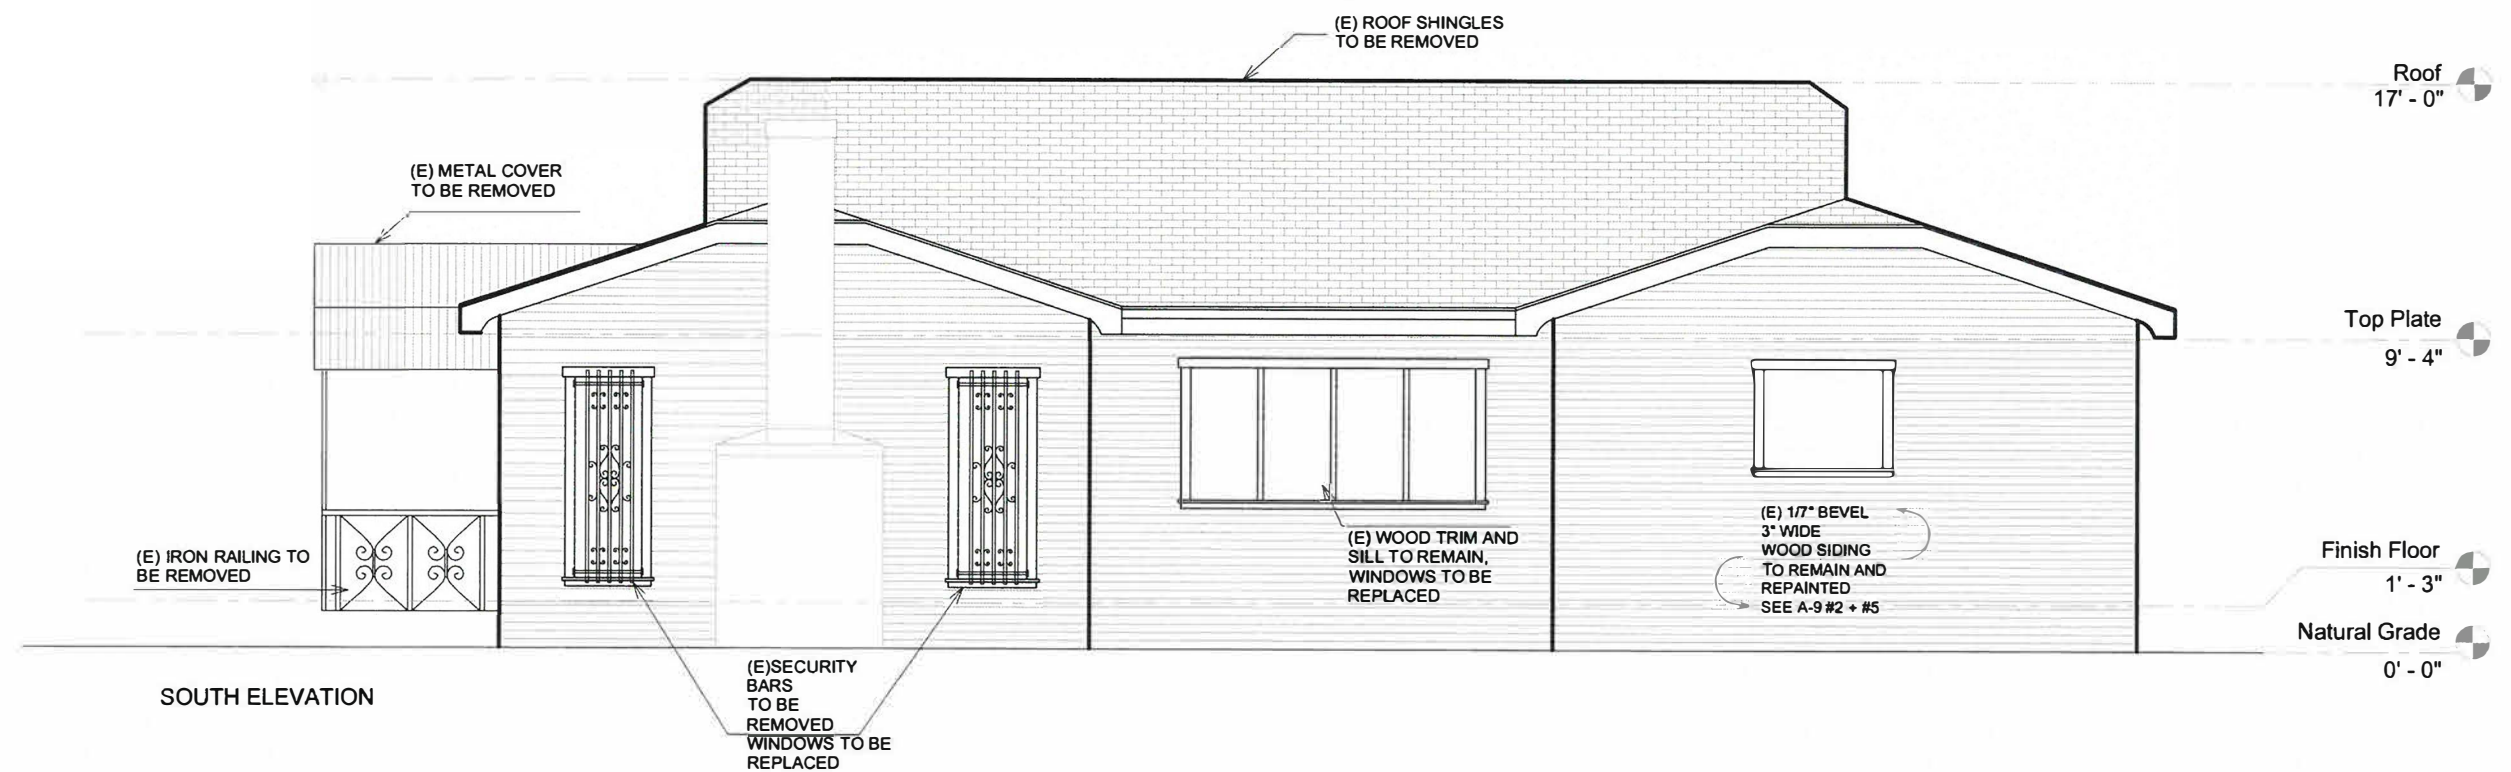 (E) ROOF SHINGLES
TO BE REMOVED
Roof
17' - 0"
(E) METAL COVER
TO BE REMOVED
Top Plate
9' - 4"
(E) IRON RAILING TO
BE REMOVED
(E) WOOD TRIM AND
SILL TO REMAIN,
WINDOWS TO BE
REPLACED
(E) 1/7" BEVEL
3" WIDE
WOOD SIDING
TO REMAIN AND
REPAINTED
SEE A-9 #2 + #5
Finish Floor
1' - 3"
Natural Grade
0' - 0"
(E)SECURITY
BARS
TO BE
REMOVED
WINDOWS TO BE
REPLACED
SOUTH ELEVATION